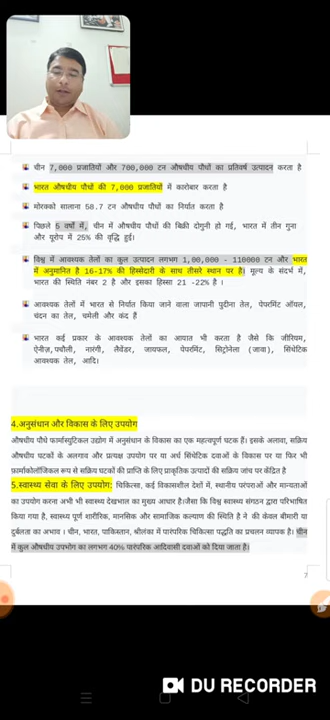 चीन 7,000 प्रजातियों और 700,000 टन औषधीय पौधों का प्रतिवर्ष उत्पादन करता है
भारत औषधीय पौधों की 7,000 प्रजातियों में कारोबार करता है
मोरक्को सालाना 58.7 टन औषधीय पौधों का निर्यात करता है
पिछले 5 वर्षों में, चीन में औषधीय पौधों की बिक्री दोगुनी हो गई, भारत में तीन गुना
और यूरोप में 25% की वृद्धि हुई।
विश्व में आवश्यक तेलों का कुल उत्पादन लगभग 1,00,000 - 110000 टन और भारत
में अनुमानित है 16-17% की हिस्सेदारी के साथ तीसरे स्थान पर है। मूल्य के संदर्भ में,
भारत की स्थिति नंबर 2 है और इसका हिस्सा 21 -22% है ।
आवश्यक तेलों में भारत से निर्यात किया जाने वाला जापानी पुदीना तेल, पेपरमिंट ऑयल,
चंदन का तेल, चमेली और कंद हैं
भारत कई प्रकार के आवश्यक तेलों का आयात भी करता है जैसे कि जीरियम,
ऐनीज़,पचौली, नारंगी, लैवेंडर, जायफल, पेपरमिंट, सिट्रोनेला (जावा), सिंथेटिक
आवश्यक तेल, आदि।
4.अनुसंधान और विकास के लिए उपयोग
औषधीय पौधे फार्मास्युटिकल उद्योग में अनुसंधान के विकास का एक महत्वपूर्ण घटक हैं। इसके अलावा, सक्रिय
औषधीय घटकों के अलगाव और प्रत्यक्ष उपयोग पर या अर्ध सिंथेटिक दवाओं के विकास पर या फिर भी
फ़ार्माकोलॉजिकल रूप से सक्रिय घटकों की प्राप्ति के लिए प्राकृतिक उत्पादों की सक्रिय जांच पर केंद्रित है
5.स्वास्थ्य सेवा के लिए उपयोग: चिकित्सा, कई विकासशील देशों में, स्थानीय परंपराओं और मान्यताओं
का उपयोग करना अभी भी स्वास्थ्य देखभाल का मुख्य आधार है।जैसा कि विश्व स्वास्थ्य संगठन द्वारा परिभाषित
किया गया है, स्वास्थ्य पूर्ण शारीरिक, मानसिक और सामाजिक कल्याण की स्थिति है ने की केवल बीमारी या
दुर्बलता का अभाव । चीन, भारत, पाकिस्तान, श्रीलंका में पारंपरिक चिकित्सा पद्धति का प्रचलन व्यापक है। चीन
में कुल औषधीय उपभोग का लगभग 40% पारंपरिक आदिवासी दवाओं को दिया जाता है।
7
DU RECORDER